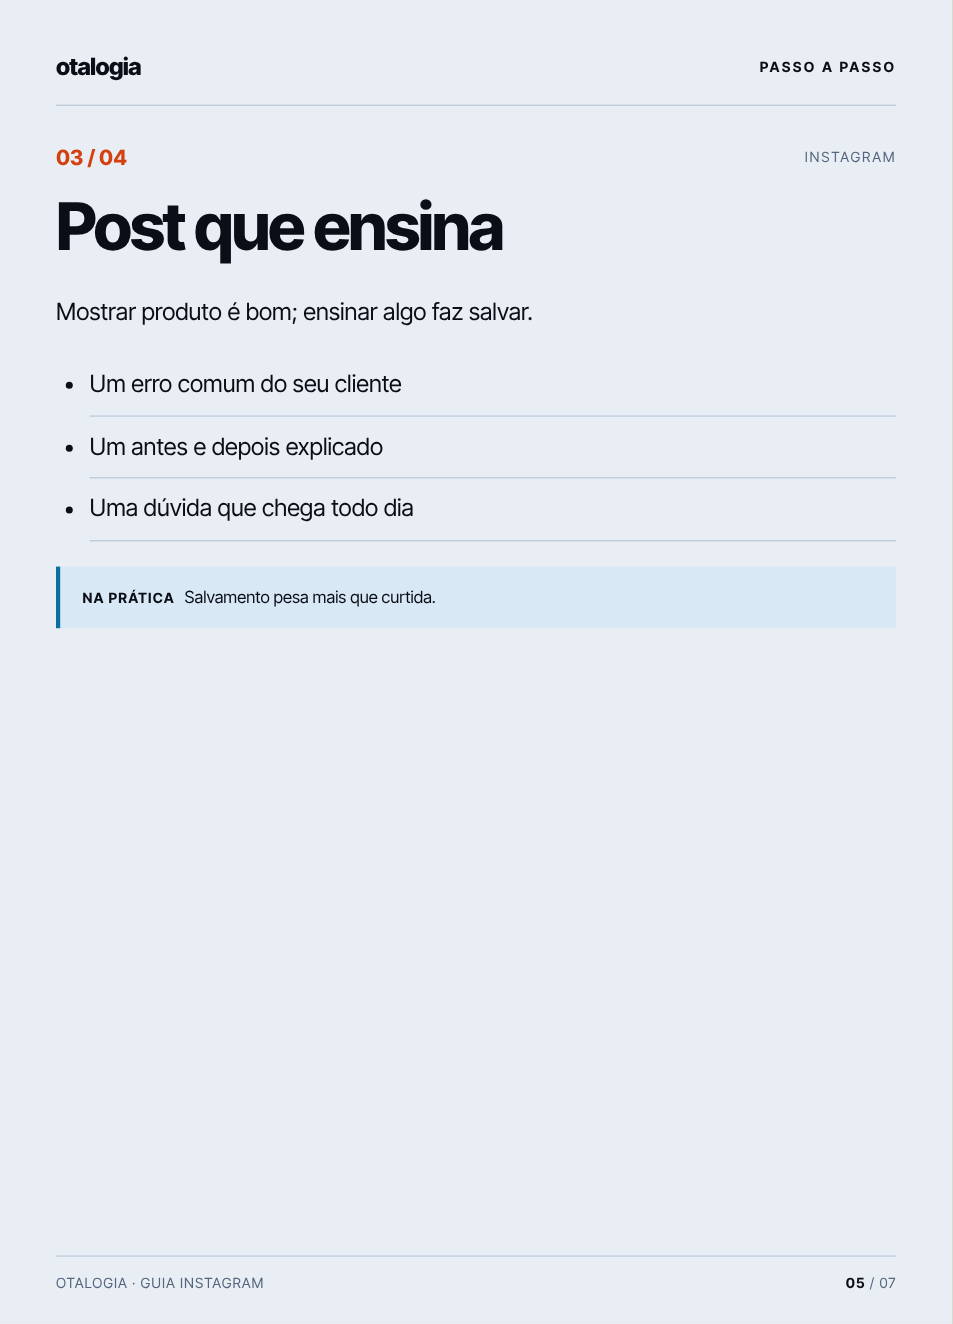 otalogia
PASSO A PASSO
03 / 04
INSTAGRAM
Post que ensina
Mostrar produto é bom; ensinar algo faz salvar.
• Um erro comum do seu cliente
• Um antes e depois explicado
• Uma dúvida que chega todo dia
NA PRÁTICA Salvamento pesa mais que curtida.
OTALOGIA · GUIA INSTAGRAM
05 / 07